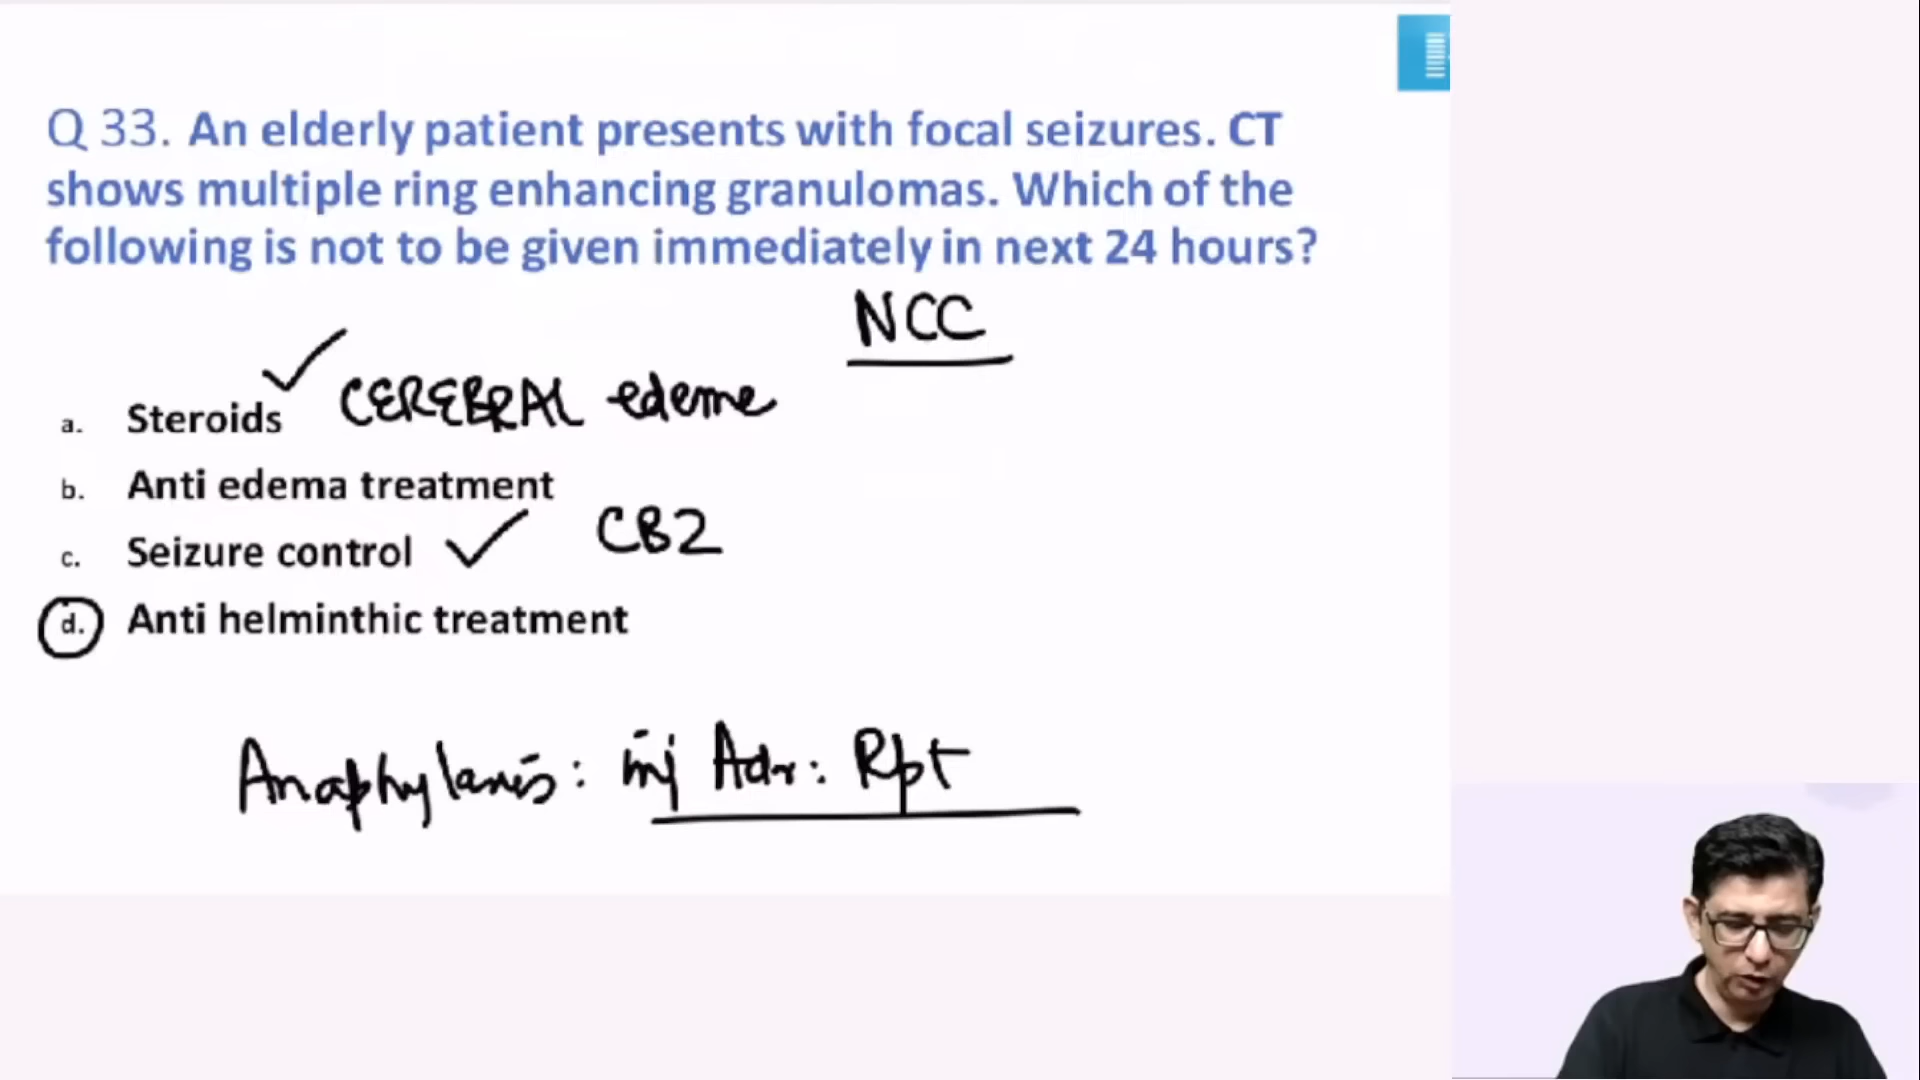 Q 33. An elderly patient presents with focal seizures. CT
shows multiple ring enhancing granulomas. Which of the
following is not to be given immediately in next 24 hours?
NCC
a. Steroids CEREBRAL edeme
b. Anti edema treatment
c. Seizure control CBZ
d. Anti helminthic treatment
Anaphylaxis: inj Adr: Rpt